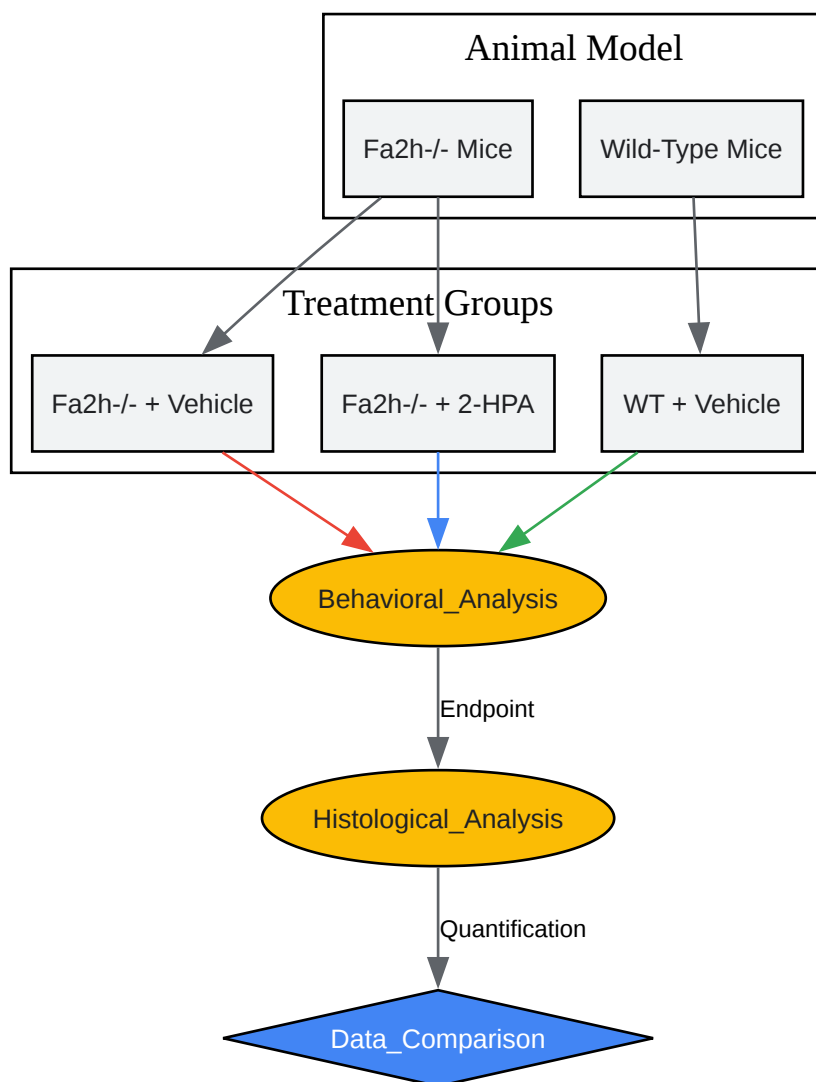 Animal Model
Fa2h-/- Mice
Wild-Type Mice
Treatment Groups
Fa2h-/- + Vehicle
Fa2h-/- + 2-HPA
WT + Vehicle
Behavioral_Analysis
Endpoint
Histological_Analysis
Quantification
Data_Comparison